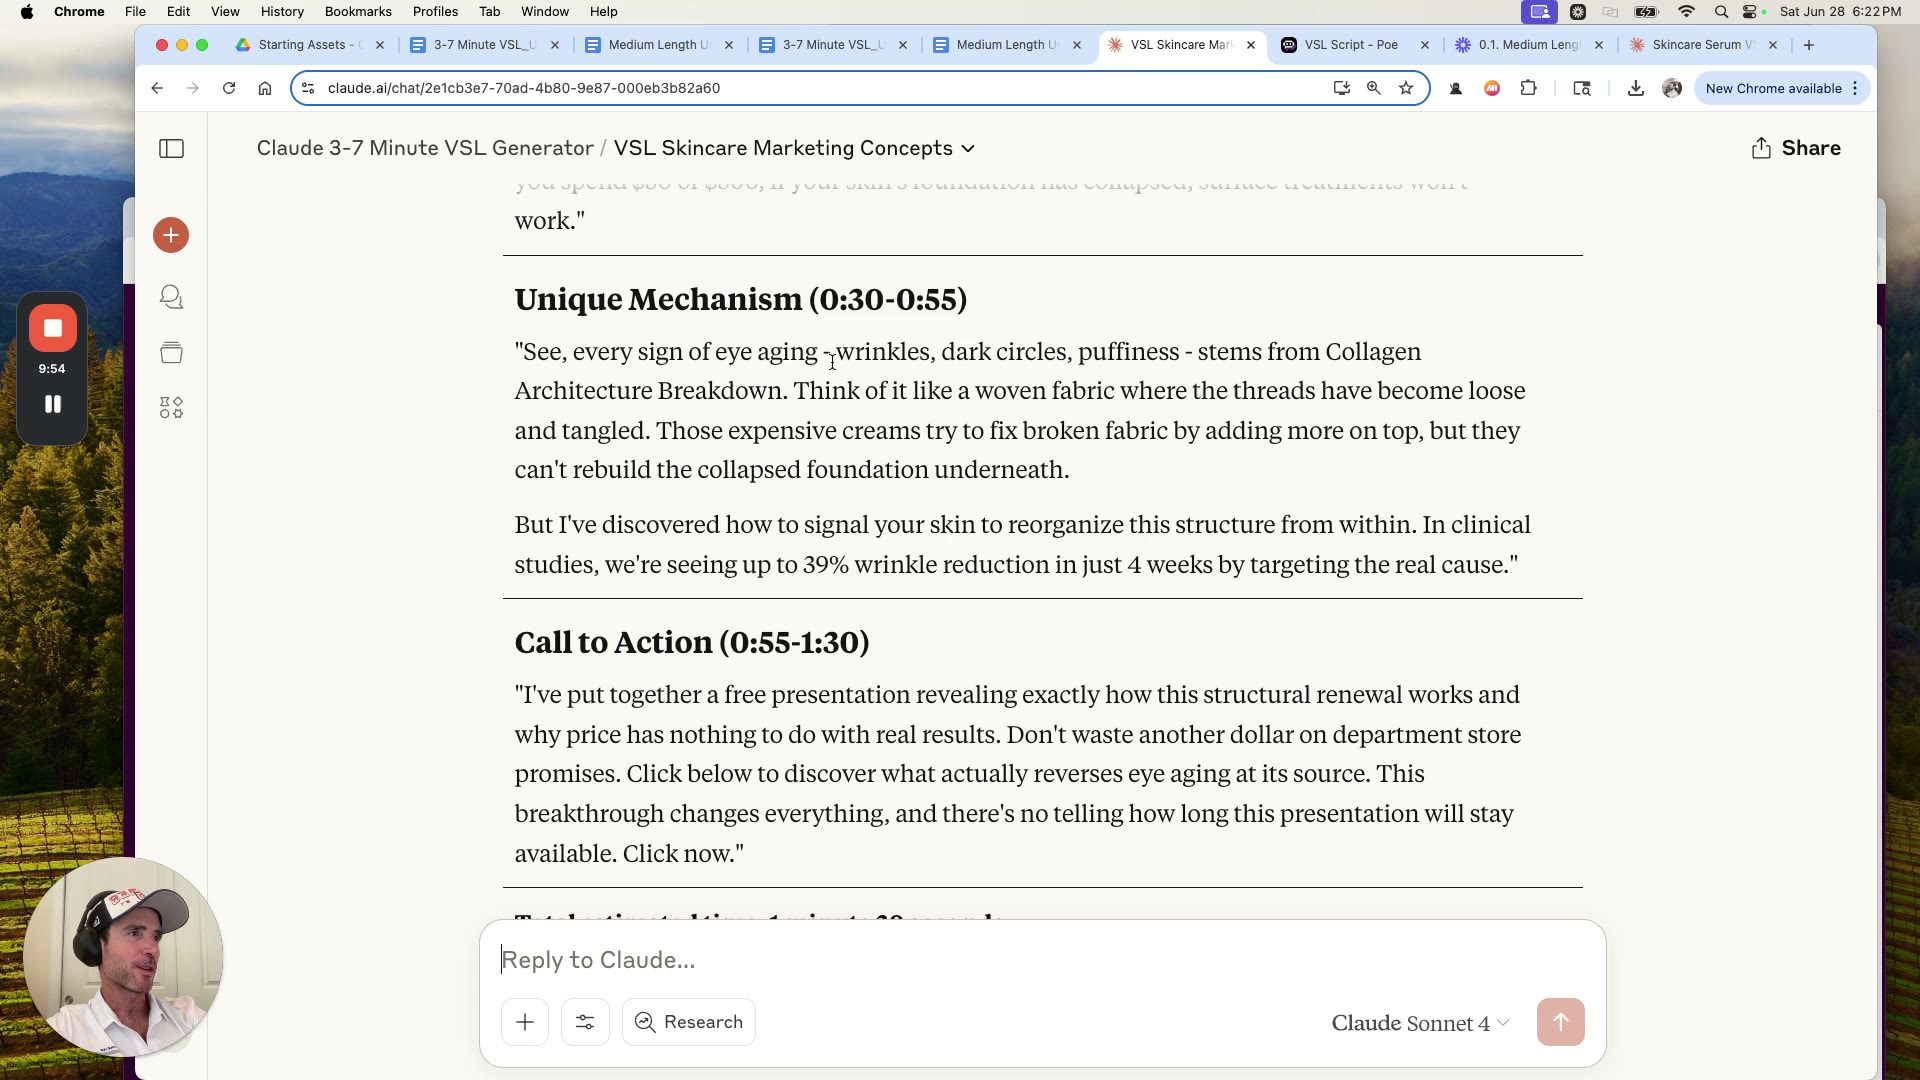 Chrome File Edit View History Bookmarks Profiles Tab Window Help Sat Jun 28 6:22 PM
Starting Assets - 3-7 Minute VSL_U Medium Length U 3-7 Minute VSL_U Medium Length U VSL Skincare Mar VSL Script - Poe 0.1. Medium Leng Skincare Serum V
claude.ai/chat/2e1cb3e7-70ad-4b80-9e87-000eb3b82a60 New Chrome available
Claude 3-7 Minute VSL Generator / VSL Skincare Marketing Concepts Share
work."
Unique Mechanism (0:30-0:55)
"See, every sign of eye aging - wrinkles, dark circles, puffiness - stems from Collagen
Architecture Breakdown. Think of it like a woven fabric where the threads have become loose
and tangled. Those expensive creams try to fix broken fabric by adding more on top, but they
can't rebuild the collapsed foundation underneath.
But I've discovered how to signal your skin to reorganize this structure from within. In clinical
studies, we're seeing up to 39% wrinkle reduction in just 4 weeks by targeting the real cause."
Call to Action (0:55-1:30)
"I've put together a free presentation revealing exactly how this structural renewal works and
why price has nothing to do with real results. Don't waste another dollar on department store
promises. Click below to discover what actually reverses eye aging at its source. This
breakthrough changes everything, and there's no telling how long this presentation will stay
available. Click now."
Reply to Claude...
Research
Claude Sonnet 4
9:54